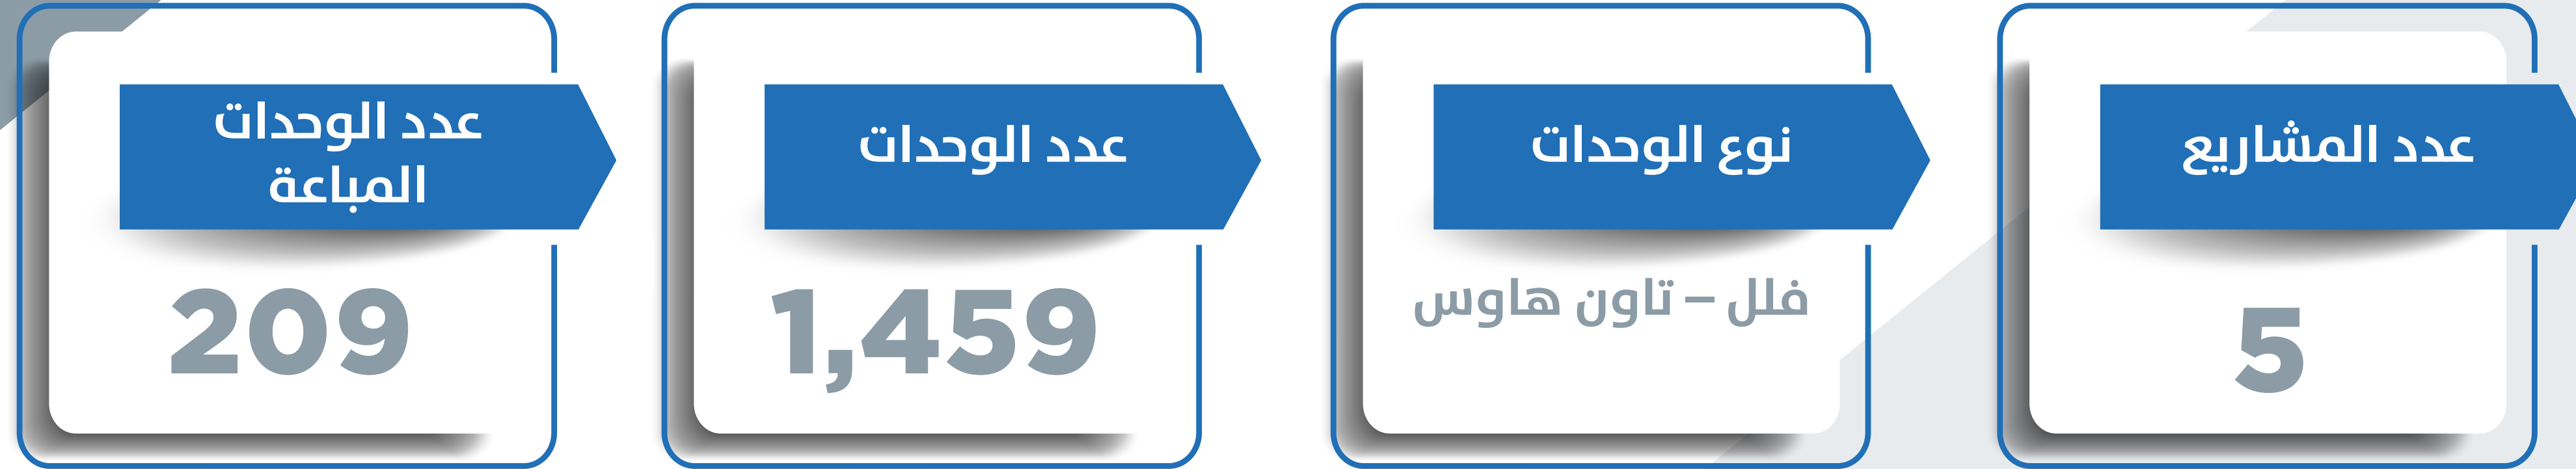 عدد المشاريع
5
نوع الوحدات
فلل – تاون هاوس
عدد الوحدات
1,459
عدد الوحدات
المباعة
209